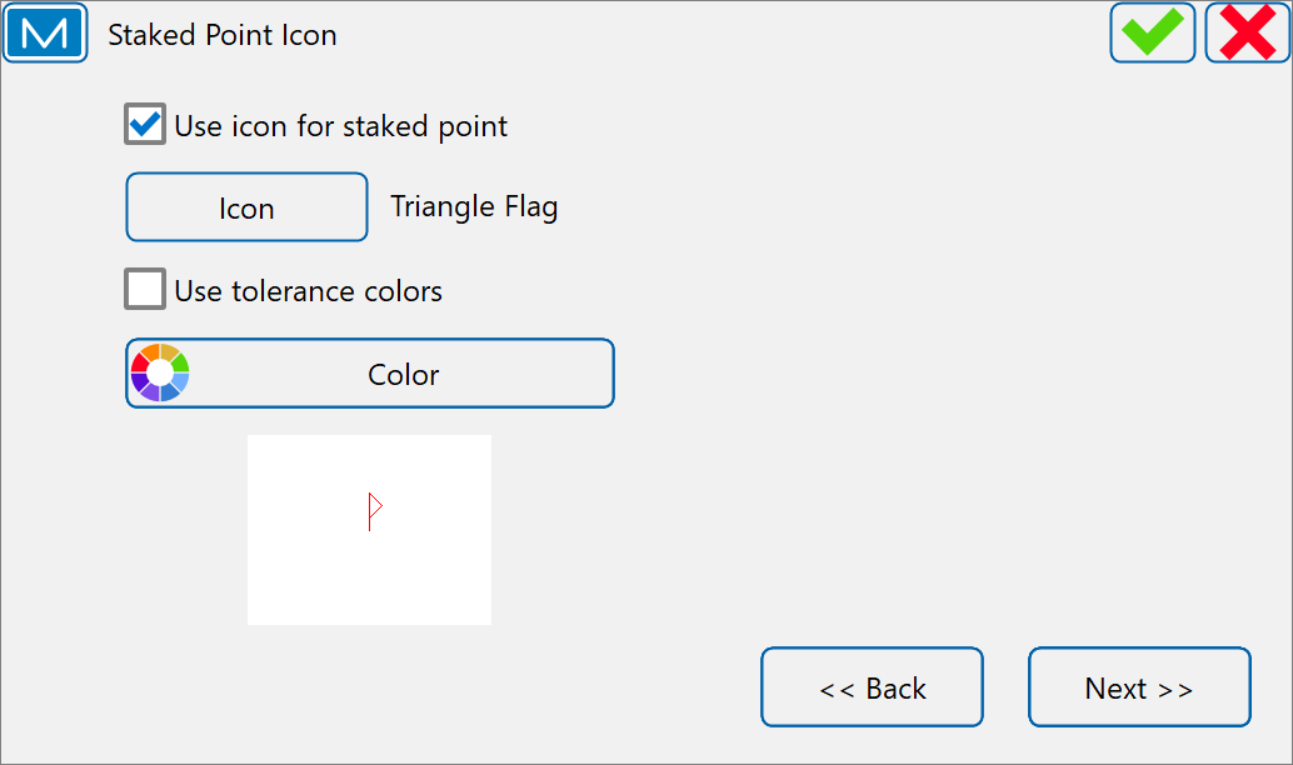 Staked Point Icon
Use icon for staked point
Icon
Triangle Flag
Use tolerance colors
Color
<< Back
Next >>